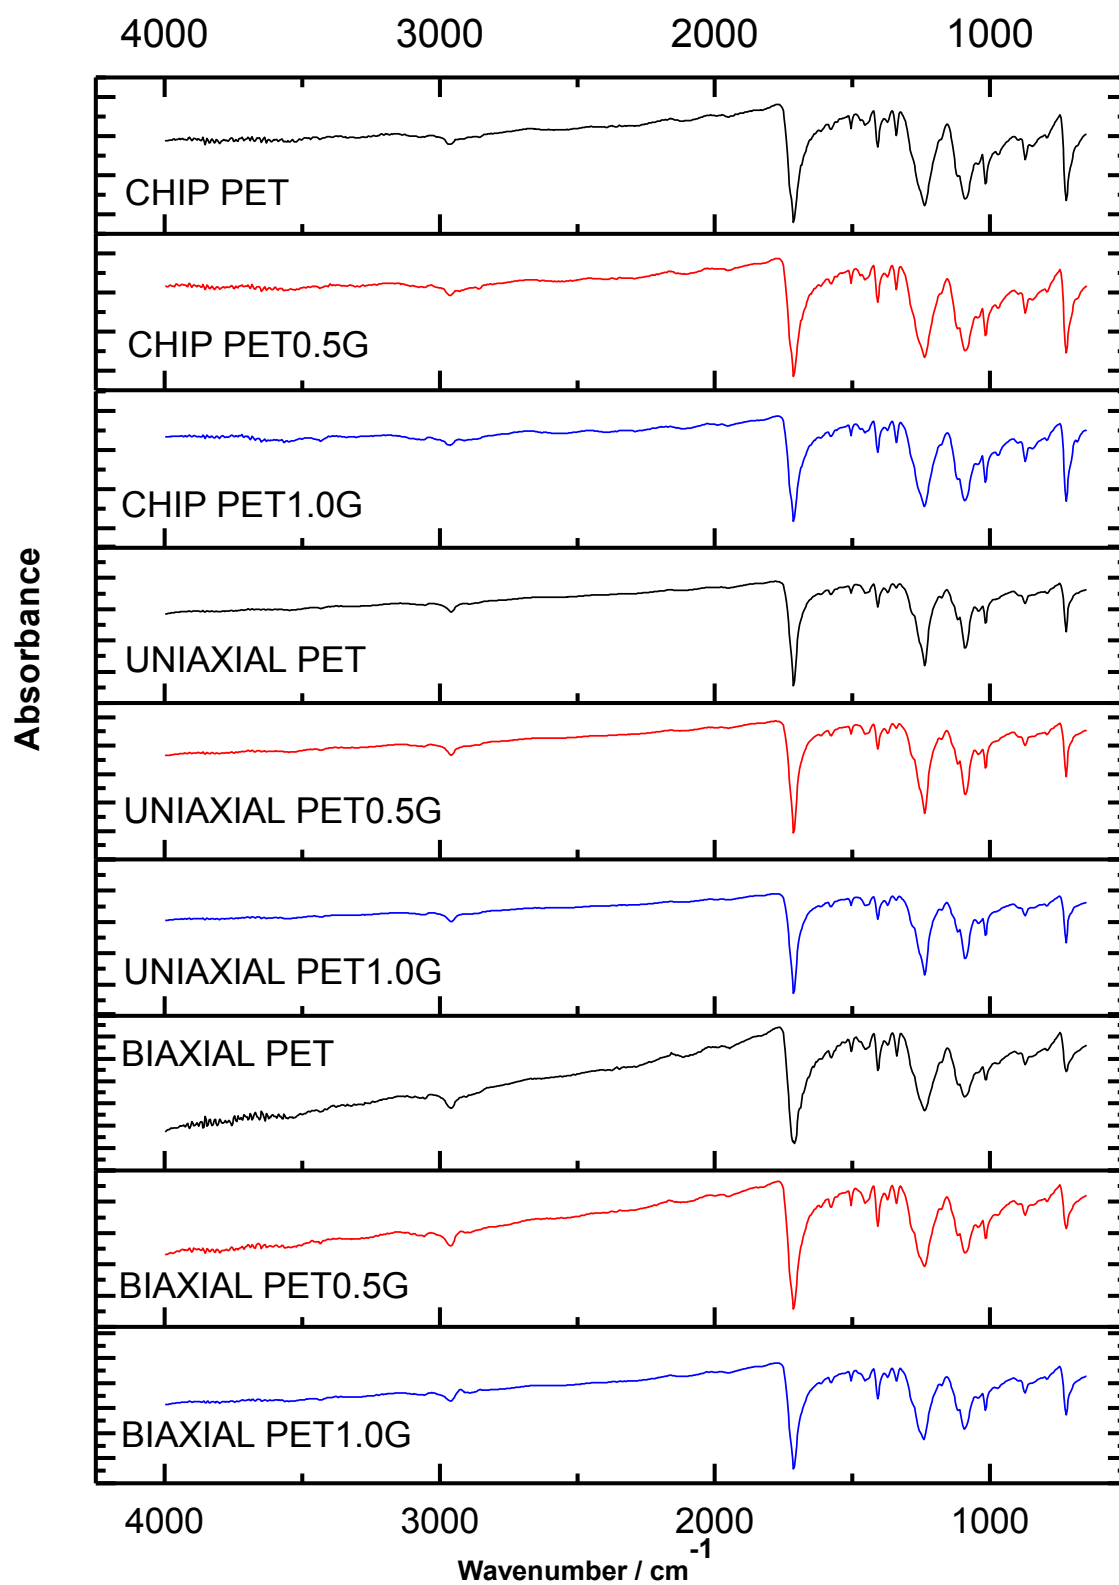 4000 3000 2000 1000
CHIP PET
CHIP PET0.5G
CHIP PET1.0G
UNIAXIAL PET
UNIAXIAL PET0.5G
UNIAXIAL PET1.0G
BIAXIAL PET
BIAXIAL PET0.5G
BIAXIAL PET1.0G
Absorbance
4000 3000 2000 1000
Wavenumber / cm-1